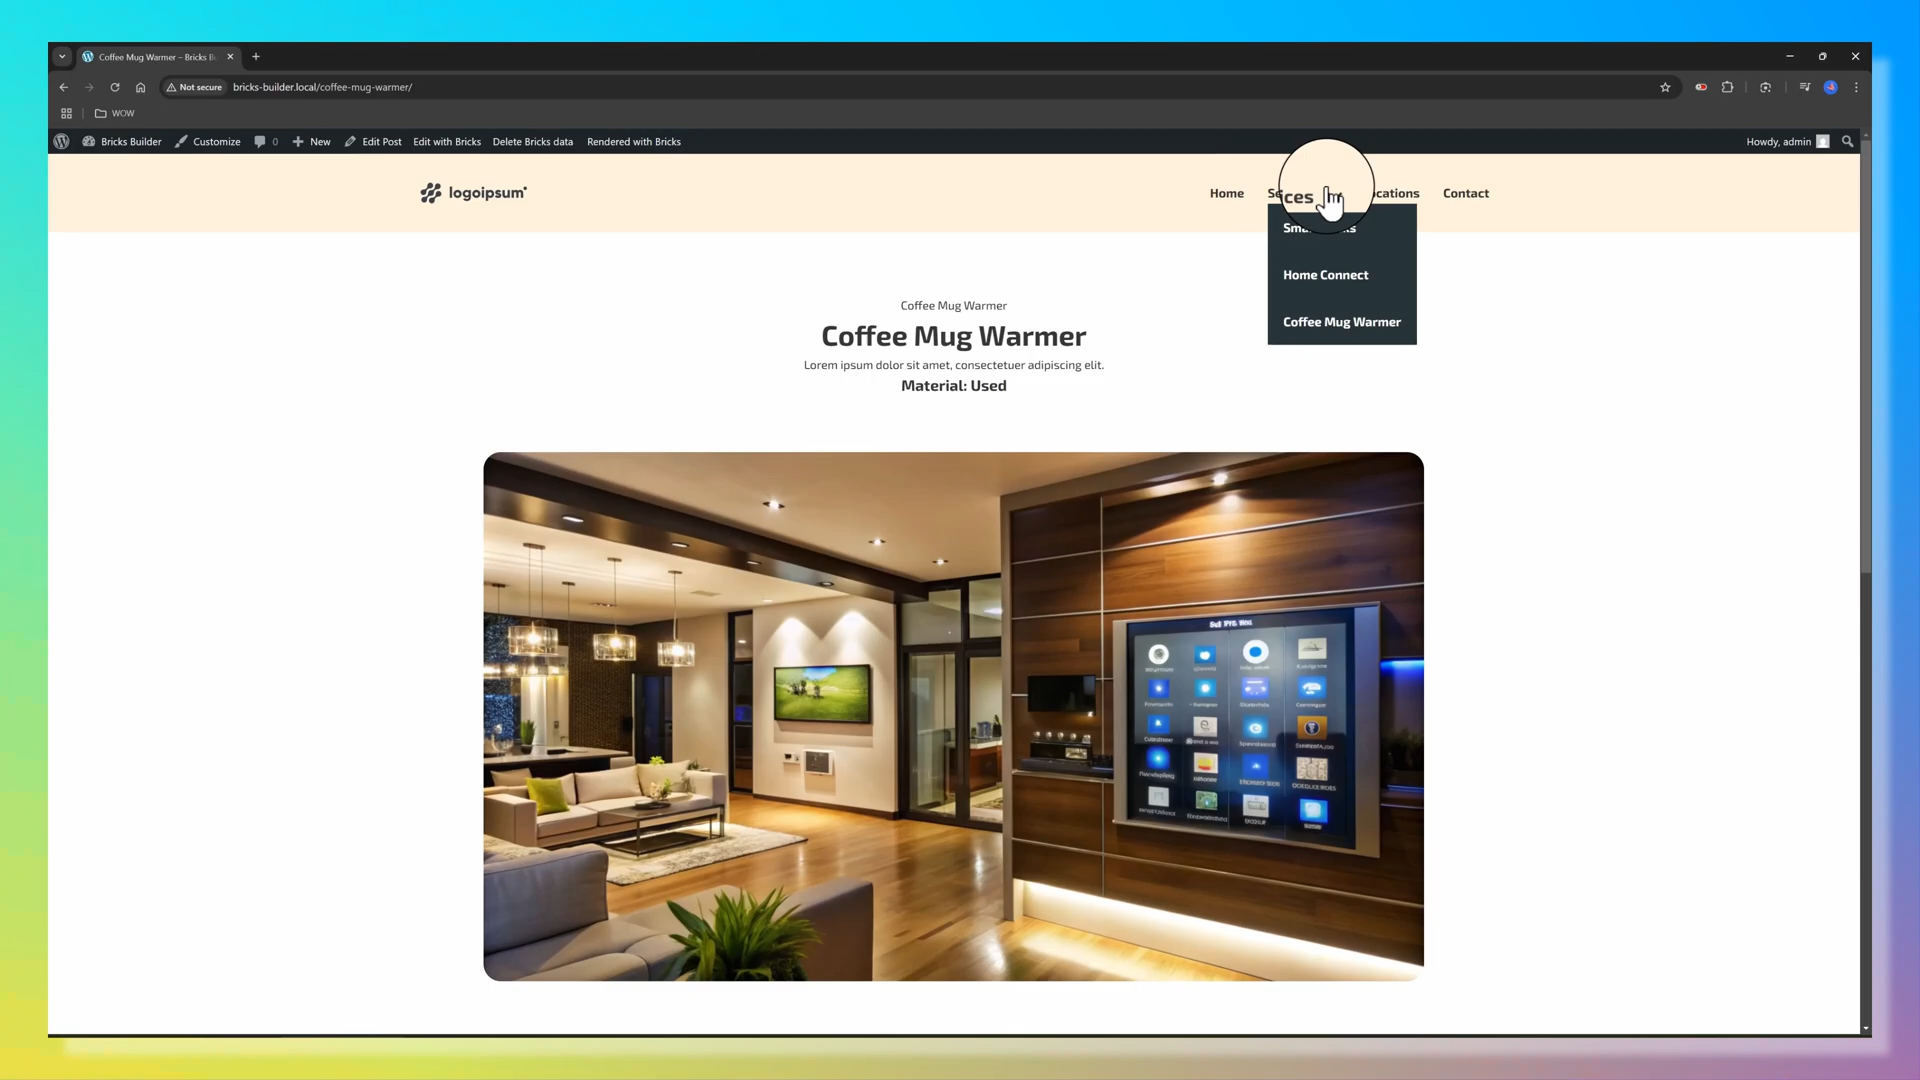 Coffee Mug Warmer – Bricks B
Not secure
bricks-builder.local/coffee-mug-warmer/
WOW
Bricks Builder
Customize
0
New
Edit Post
Edit with Bricks
Delete Bricks data
Rendered with Bricks
Howdy, admin
logoipsum
Home
ices
cations
Contact
Home Connect
Coffee Mug Warmer
Coffee Mug Warmer
Coffee Mug Warmer
Lorem ipsum dolor sit amet, consectetuer adipiscing elit.
Material: Used